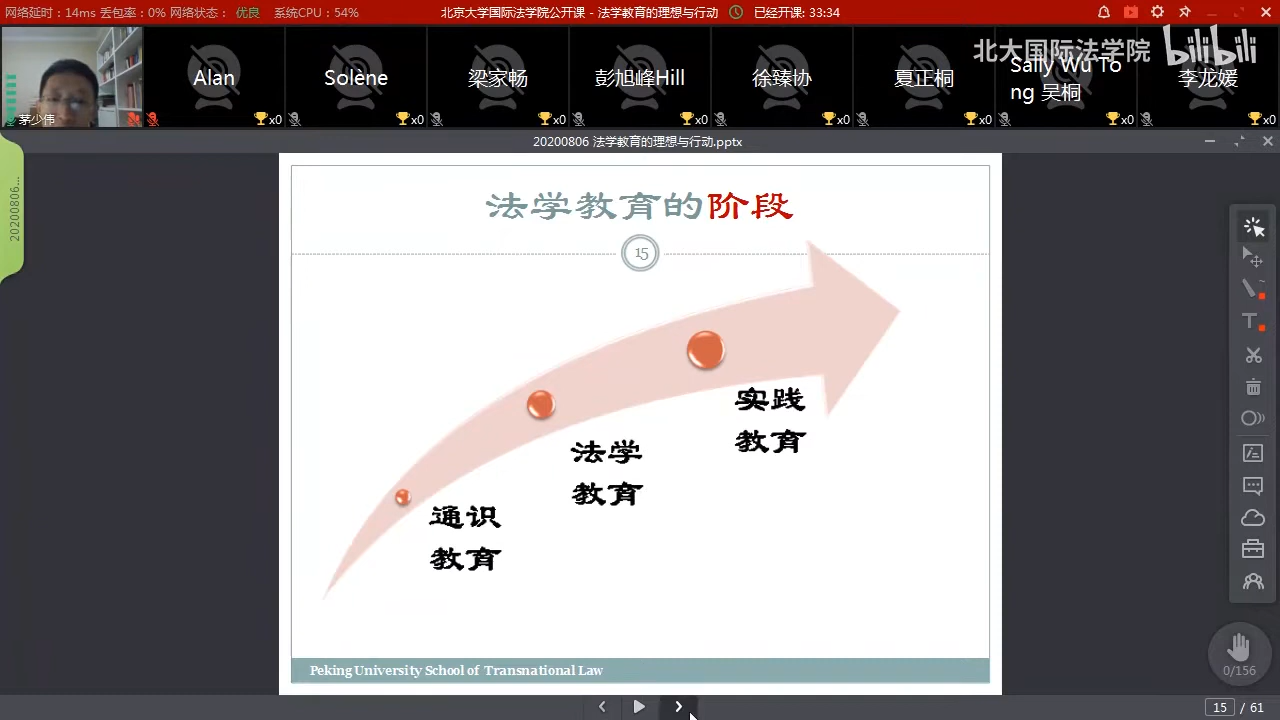 网络延时：14ms 丢包率：0% 网络状态： 优良 系统CPU：54%
北京大学国际法学院公开课 - 法学教育的理想与行动 已经开课: 33:34
北大国际法学院 bilibili
茅少伟
Alan
Solène
梁家畅
彭旭峰Hill
徐臻协
夏正桐
Sally Wu To
ng 吴桐
李龙媛
x0
x0
x0
x0
x0
x0
x0
x0
20200806 法学教育的理想与行动.pptx
20200806...
法学教育的阶段
15
实践
教育
法学
教育
通识
教育
Peking University School of Transnational Law
0/156
15 / 61